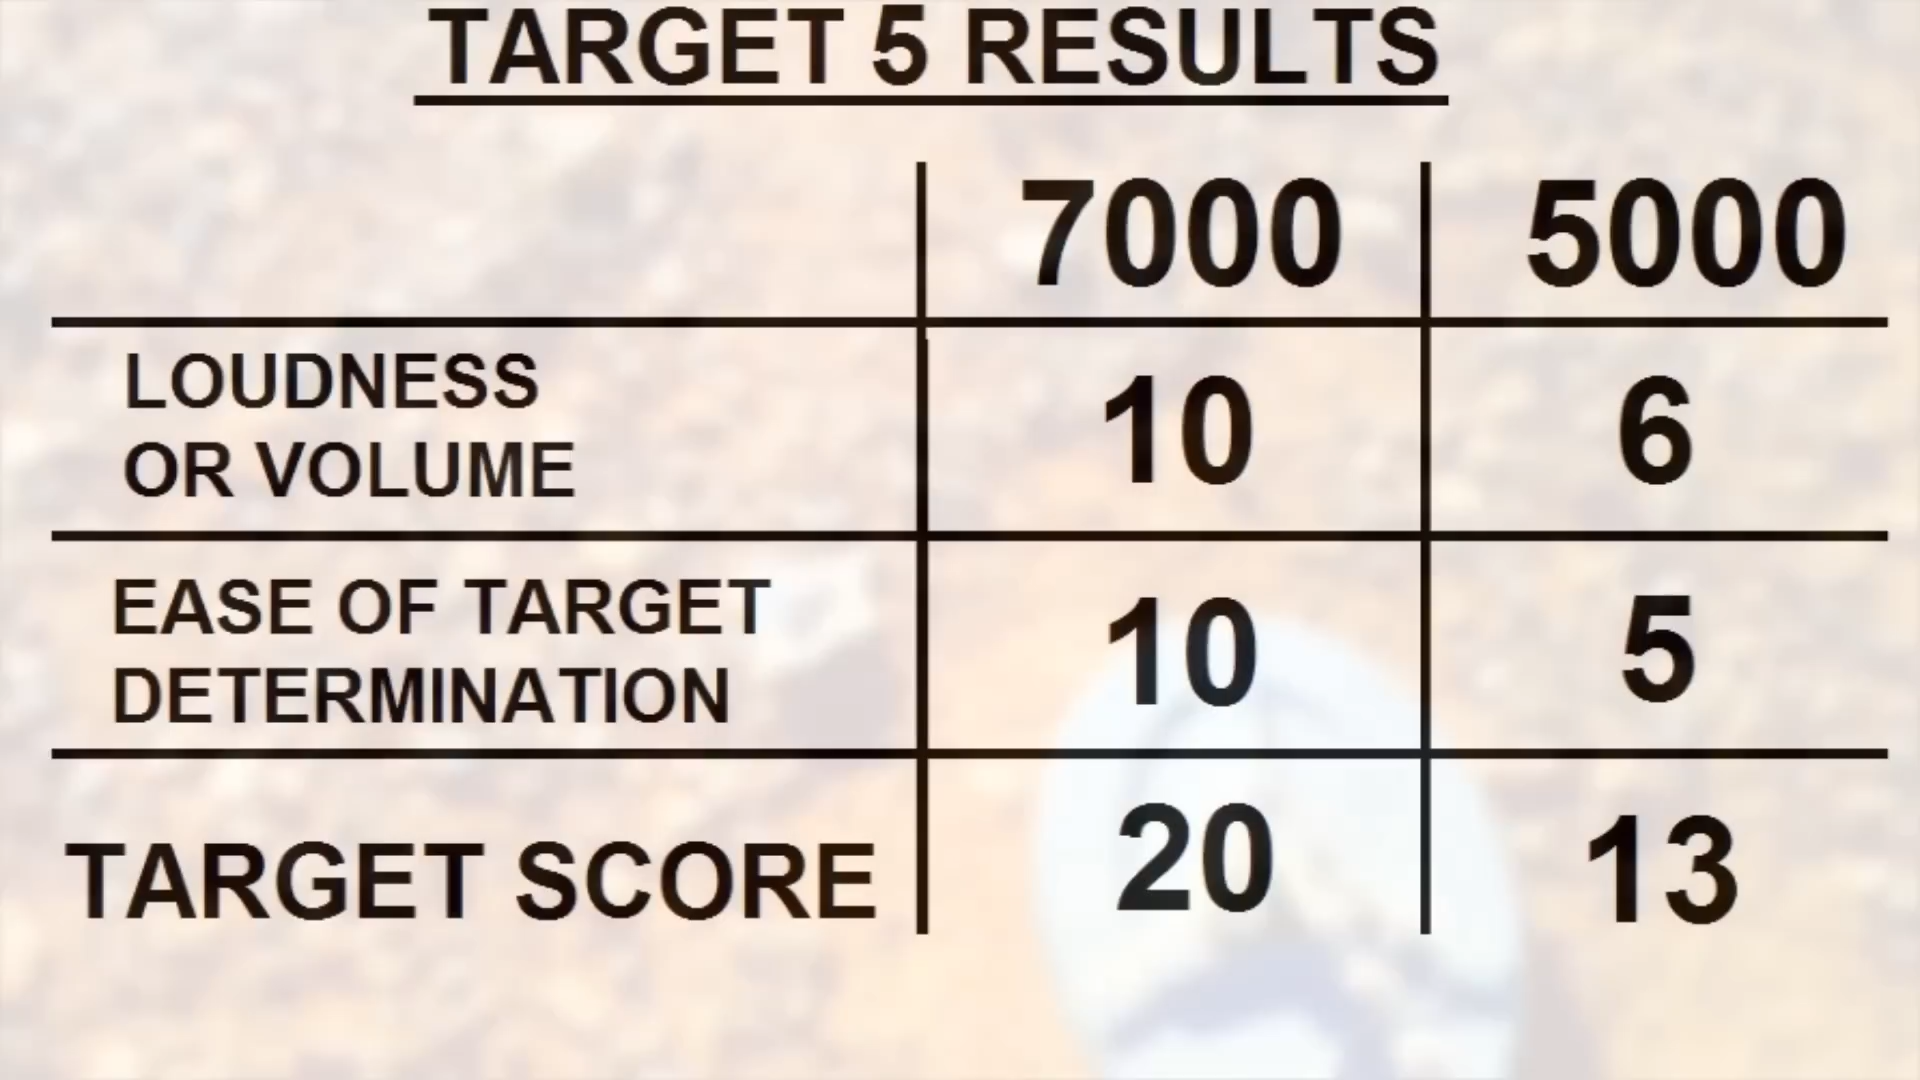 TARGET 5 RESULTS
7000 5000
LOUDNESS
OR VOLUME
10 6
EASE OF TARGET
DETERMINATION
10 5
TARGET SCORE 20 13